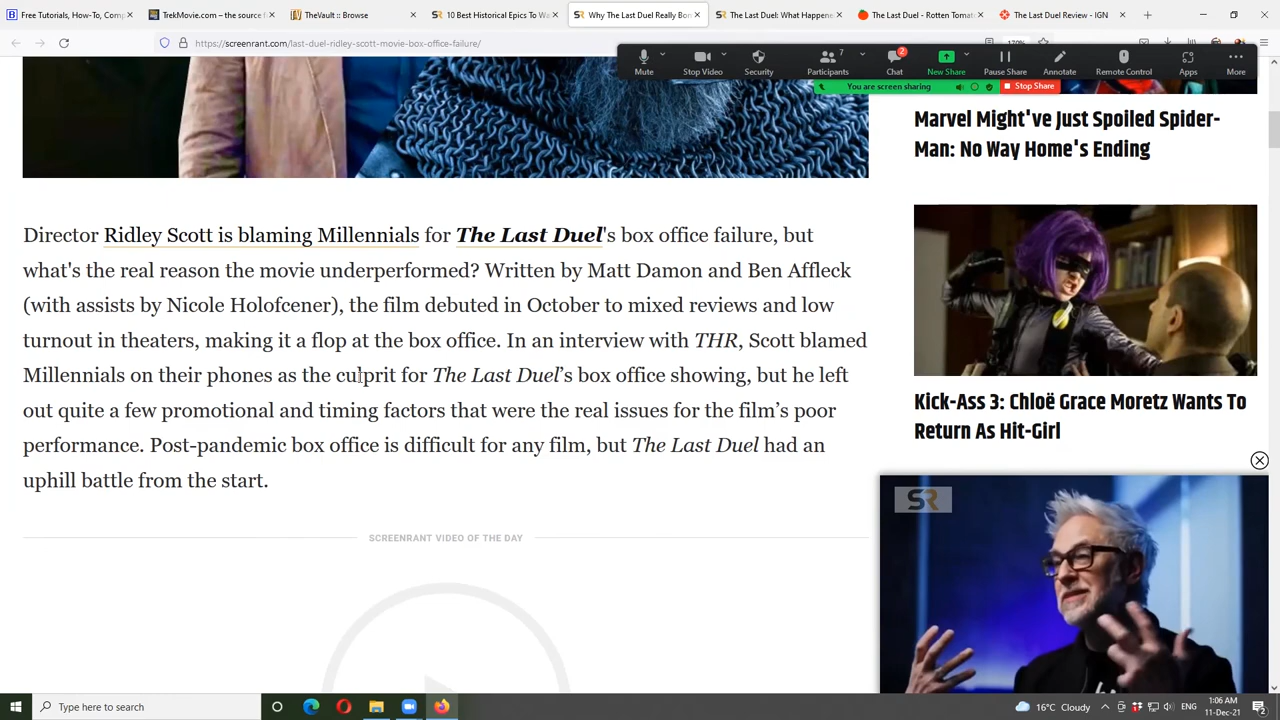 Free Tutorials, How-To, Comp
TrekMovie.com – the source f
TheVault :: Browse
10 Best Historical Epics To Wa
Why The Last Duel Really Bom
The Last Duel: What Happene
The Last Duel - Rotten Tomat
The Last Duel Review - IGN
https://screenrant.com/last-duel-ridley-scott-movie-box-office-failure/
170%
Mute
Stop Video
Security
7
Participants
2
Chat
New Share
Pause Share
Annotate
Remote Control
Apps
More
You are screen sharing
Stop Share
Marvel Might've Just Spoiled Spider-
Man: No Way Home's Ending
Director Ridley Scott is blaming Millennials for The Last Duel's box office failure, but
what's the real reason the movie underperformed? Written by Matt Damon and Ben Affleck
(with assists by Nicole Holofcener), the film debuted in October to mixed reviews and low
turnout in theaters, making it a flop at the box office. In an interview with THR, Scott blamed
Millennials on their phones as the culprit for The Last Duel’s box office showing, but he left
out quite a few promotional and timing factors that were the real issues for the film’s poor
performance. Post-pandemic box office is difficult for any film, but The Last Duel had an
uphill battle from the start.
Kick-Ass 3: Chloë Grace Moretz Wants To
Return As Hit-Girl
SR
SCREENRANT VIDEO OF THE DAY
Type here to search
16°C Cloudy
ENG
1:06 AM
11-Dec-21
2